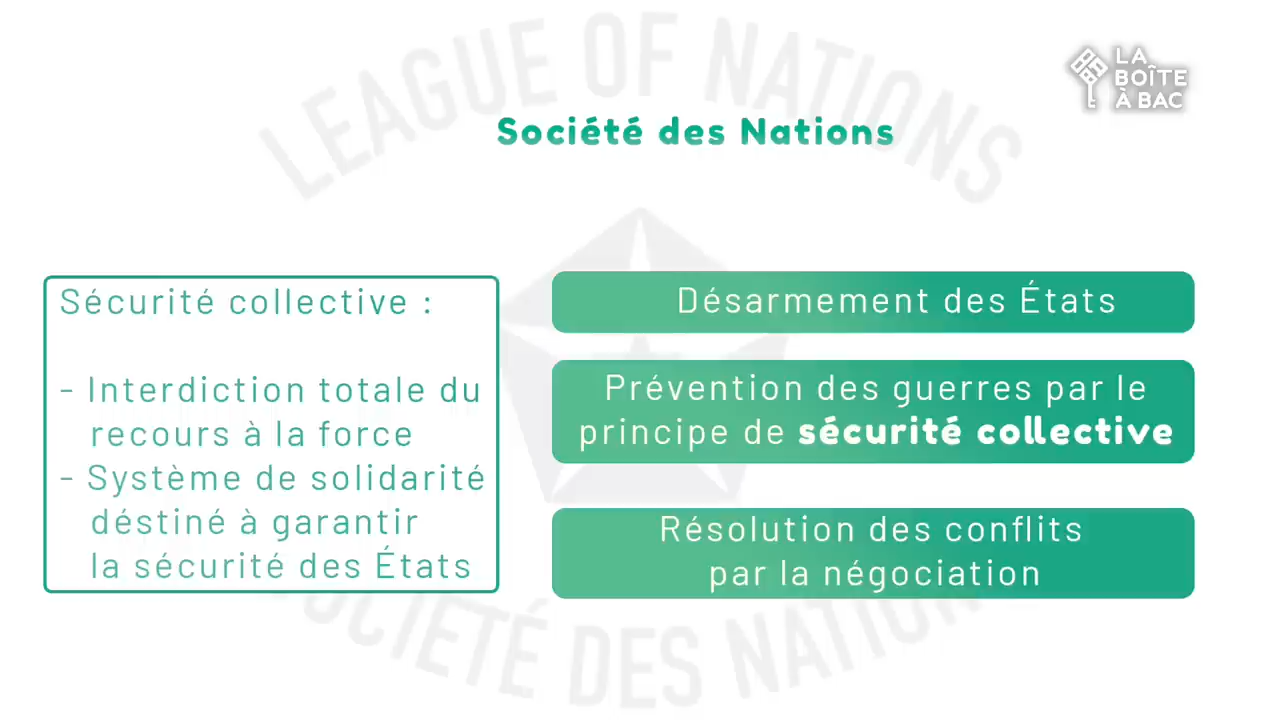 LEAGUE OF NATIONS
LA
BOÎTE
À BAC
Société des Nations
Sécurité collective :
- Interdiction totale du
recours à la force
- Système de solidarité
déstiné à garantir
la sécurité des États
Désarmement des États
Prévention des guerres par le
principe de sécurité collective
Résolution des conflits
par la négociation
SOCIÉTÉ DES NATIONS